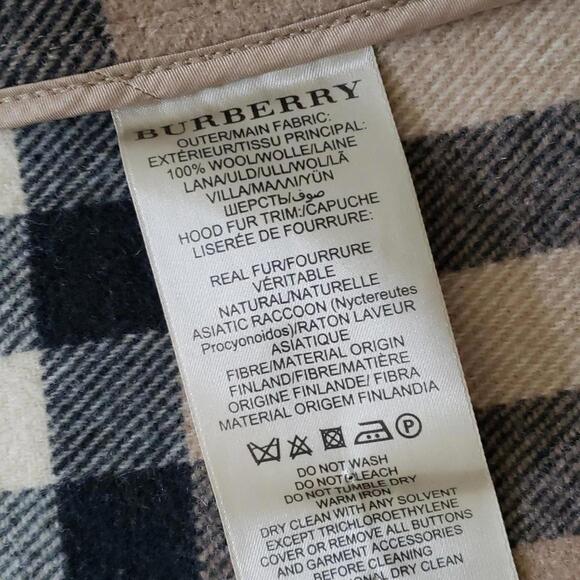 BURBERRY
OUTER/MAIN FABRIC:
EXTÉRIEUR/TISSU PRINCIPAL:
100% WOOL/WOLLE/LAINE
LANA/ULD/ULL/WOL/LÃ
VILLA/ΜΑΛΛΙ/YÜN
ШЕРСТЬ/صوف
HOOD FUR TRIM:/CAPUCHE
LISERÉE DE FOURRURE:
REAL FUR/FOURRURE
VÉRITABLE
NATURAL/NATURELLE
ASIATIC RACCOON (Nyctereutes
Procyonoidos)/RATON LAVEUR
ASIATIQUE
FIBRE/MATERIAL ORIGIN
FINLAND/FIBRE/MATIÈRE
ORIGINE FINLANDE/ FIBRA
MATERIAL ORIGEM FINLANDIA
P
DO NOT WASH
DO NOT BLEACH
DO NOT TUMBLE DRY
WARM IRON
DRY CLEAN WITH ANY SOLVENT
EXCEPT TRICHLOROETHYLENE
COVER OR REMOVE ALL BUTTONS
AND GARMENT ACCESSORIES
BEFORE CLEANING
DRY CLEAN